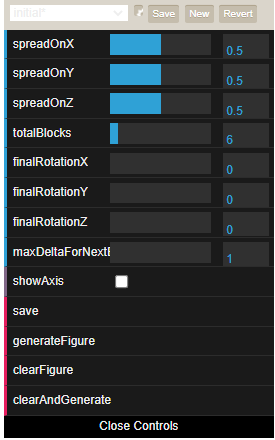 initial* Save New Revert
spreadOnX 0.5
spreadOnY 0.5
spreadOnZ 0.5
totalBlocks 6
finalRotationX 0
finalRotationY 0
finalRotationZ 0
maxDeltaForNextB 1
showAxis
save
generateFigure
clearFigure
clearAndGenerate
Close Controls